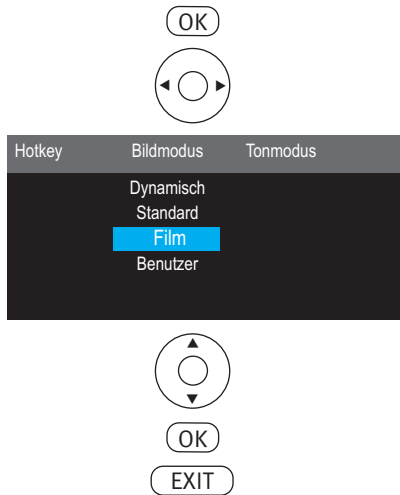 OK
Hotkey Bildmodus Tonmodus
Dynamisch
Standard
Film
Benutzer
OK
EXIT